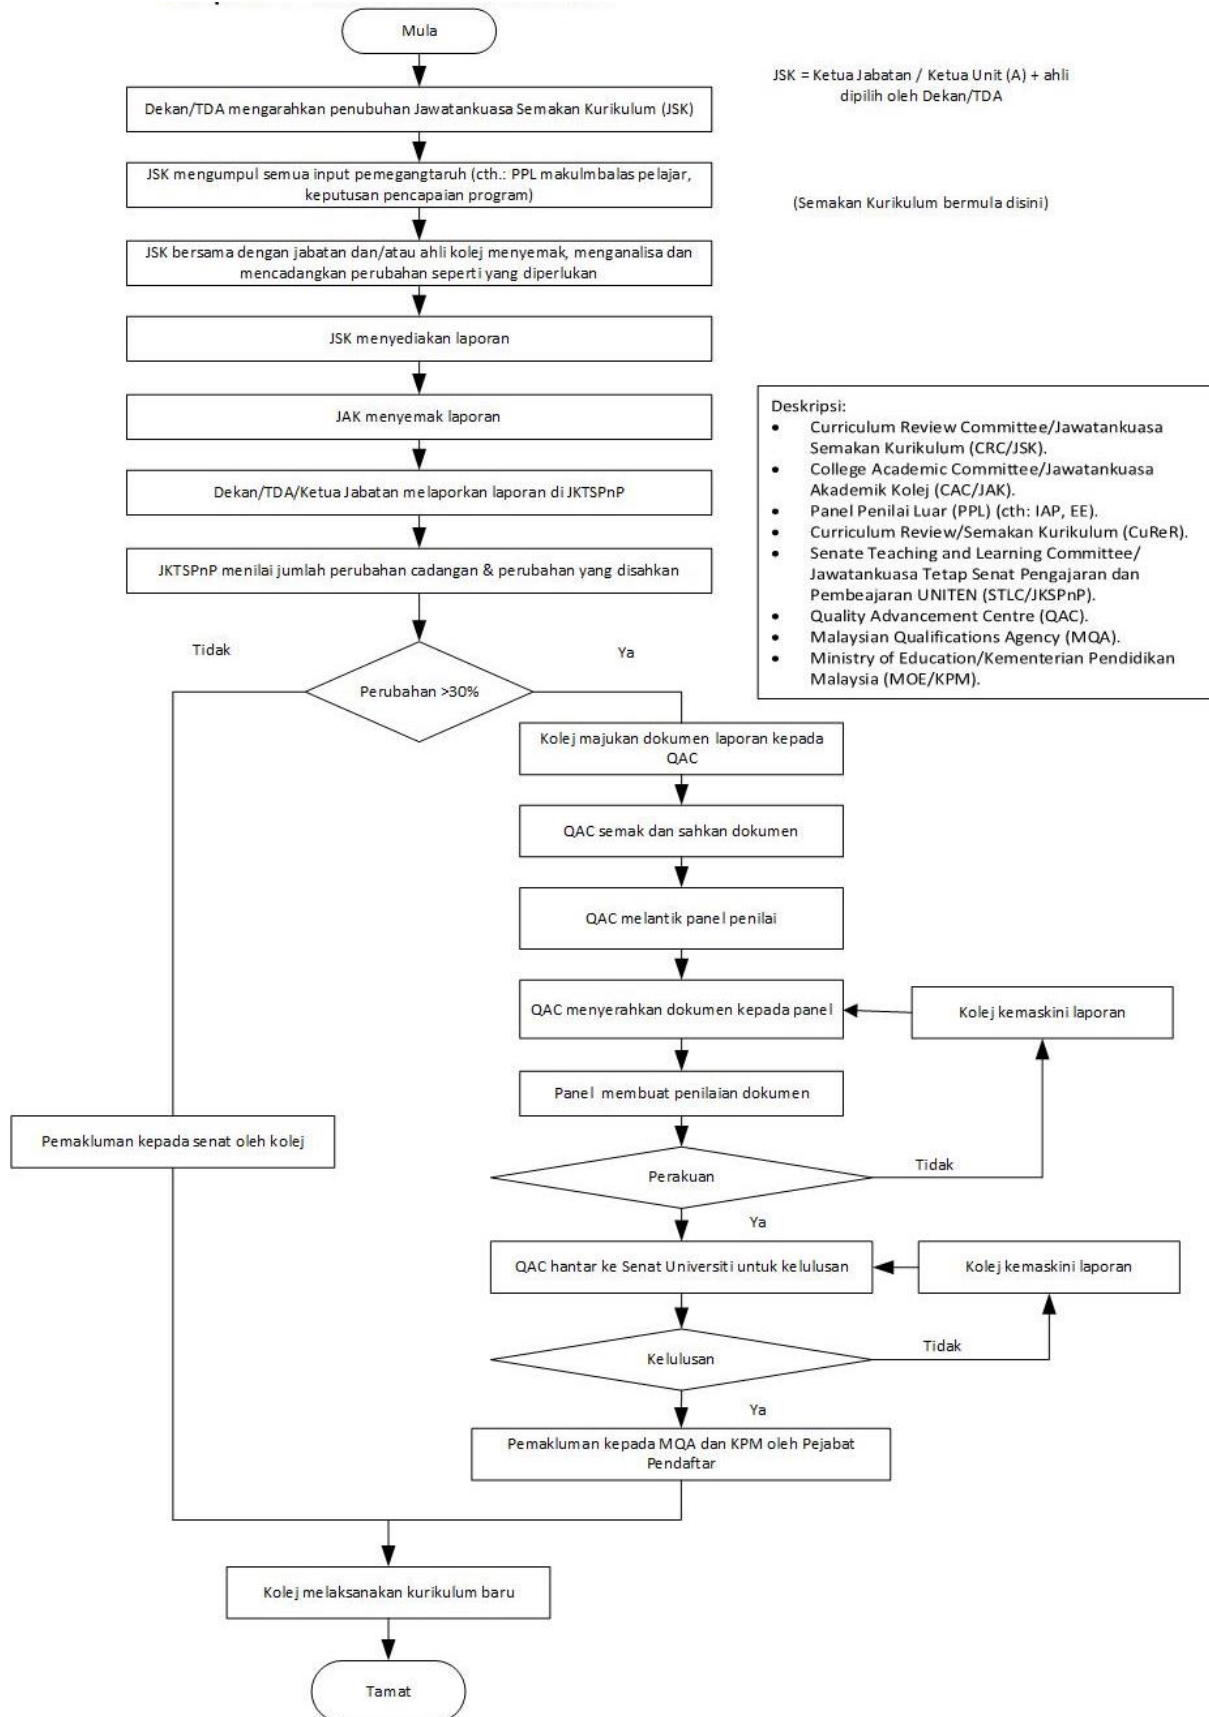 Mula
JSK = Ketua Jabatan / Ketua Unit (A) + ahli
dipilih oleh Dekan/TDA
Dekan/TDA mengarahkan penubuhan Jawatankuasa Semakan Kurikulum (JSK)
JSK mengumpul semua input pemegangtaruh (cth.: PPL makulmbalas pelajar,
keputusan pencapaian program)
(Semakan Kurikulum bermula disini)
JSK bersama dengan jabatan dan/atau ahli kolej menyemak, menganalisa dan
mencadangkan perubahan seperti yang diperlukan
JSK menyediakan laporan
JAK menyemak laporan
Dekan/TDA/Ketua Jabatan melaporkan laporan di JKTSPnP
JKTSPnP menilai jumlah perubahan cadangan & perubahan yang disahkan
Deskripsi:
• Curriculum Review Committee/Jawatankuasa
Semakan Kurikulum (CRC/JSK).
• College Academic Committee/Jawatankuasa
Akademik Kolej (CAC/JAK).
• Panel Penilai Luar (PPL) (cth: IAP, EE).
• Curriculum Review/Semakan Kurikulum (CuReR).
• Senate Teaching and Learning Committee/
Jawatankuasa Tetap Senat Pengajaran dan
Pembeajaran UNITEN (STLC/JKSPnP).
• Quality Advancement Centre (QAC).
• Malaysian Qualifications Agency (MQA).
• Ministry of Education/Kementerian Pendidikan
Malaysia (MOE/KPM).
Tidak
Ya
Perubahan >30%
Kolej majukan dokumen laporan kepada
QAC
QAC semak dan sahkan dokumen
QAC melantik panel penilai
QAC menyerahkan dokumen kepada panel
Kolej kemaskini laporan
Panel membuat penilaian dokumen
Pemakluman kepada senat oleh kolej
Perakuan
Tidak
Ya
QAC hantar ke Senat Universiti untuk kelulusan
Kolej kemaskini laporan
Kelulusan
Tidak
Ya
Pemakluman kepada MQA dan KPM oleh Pejabat
Pendaftar
Kolej melaksanakan kurikulum baru
Tamat